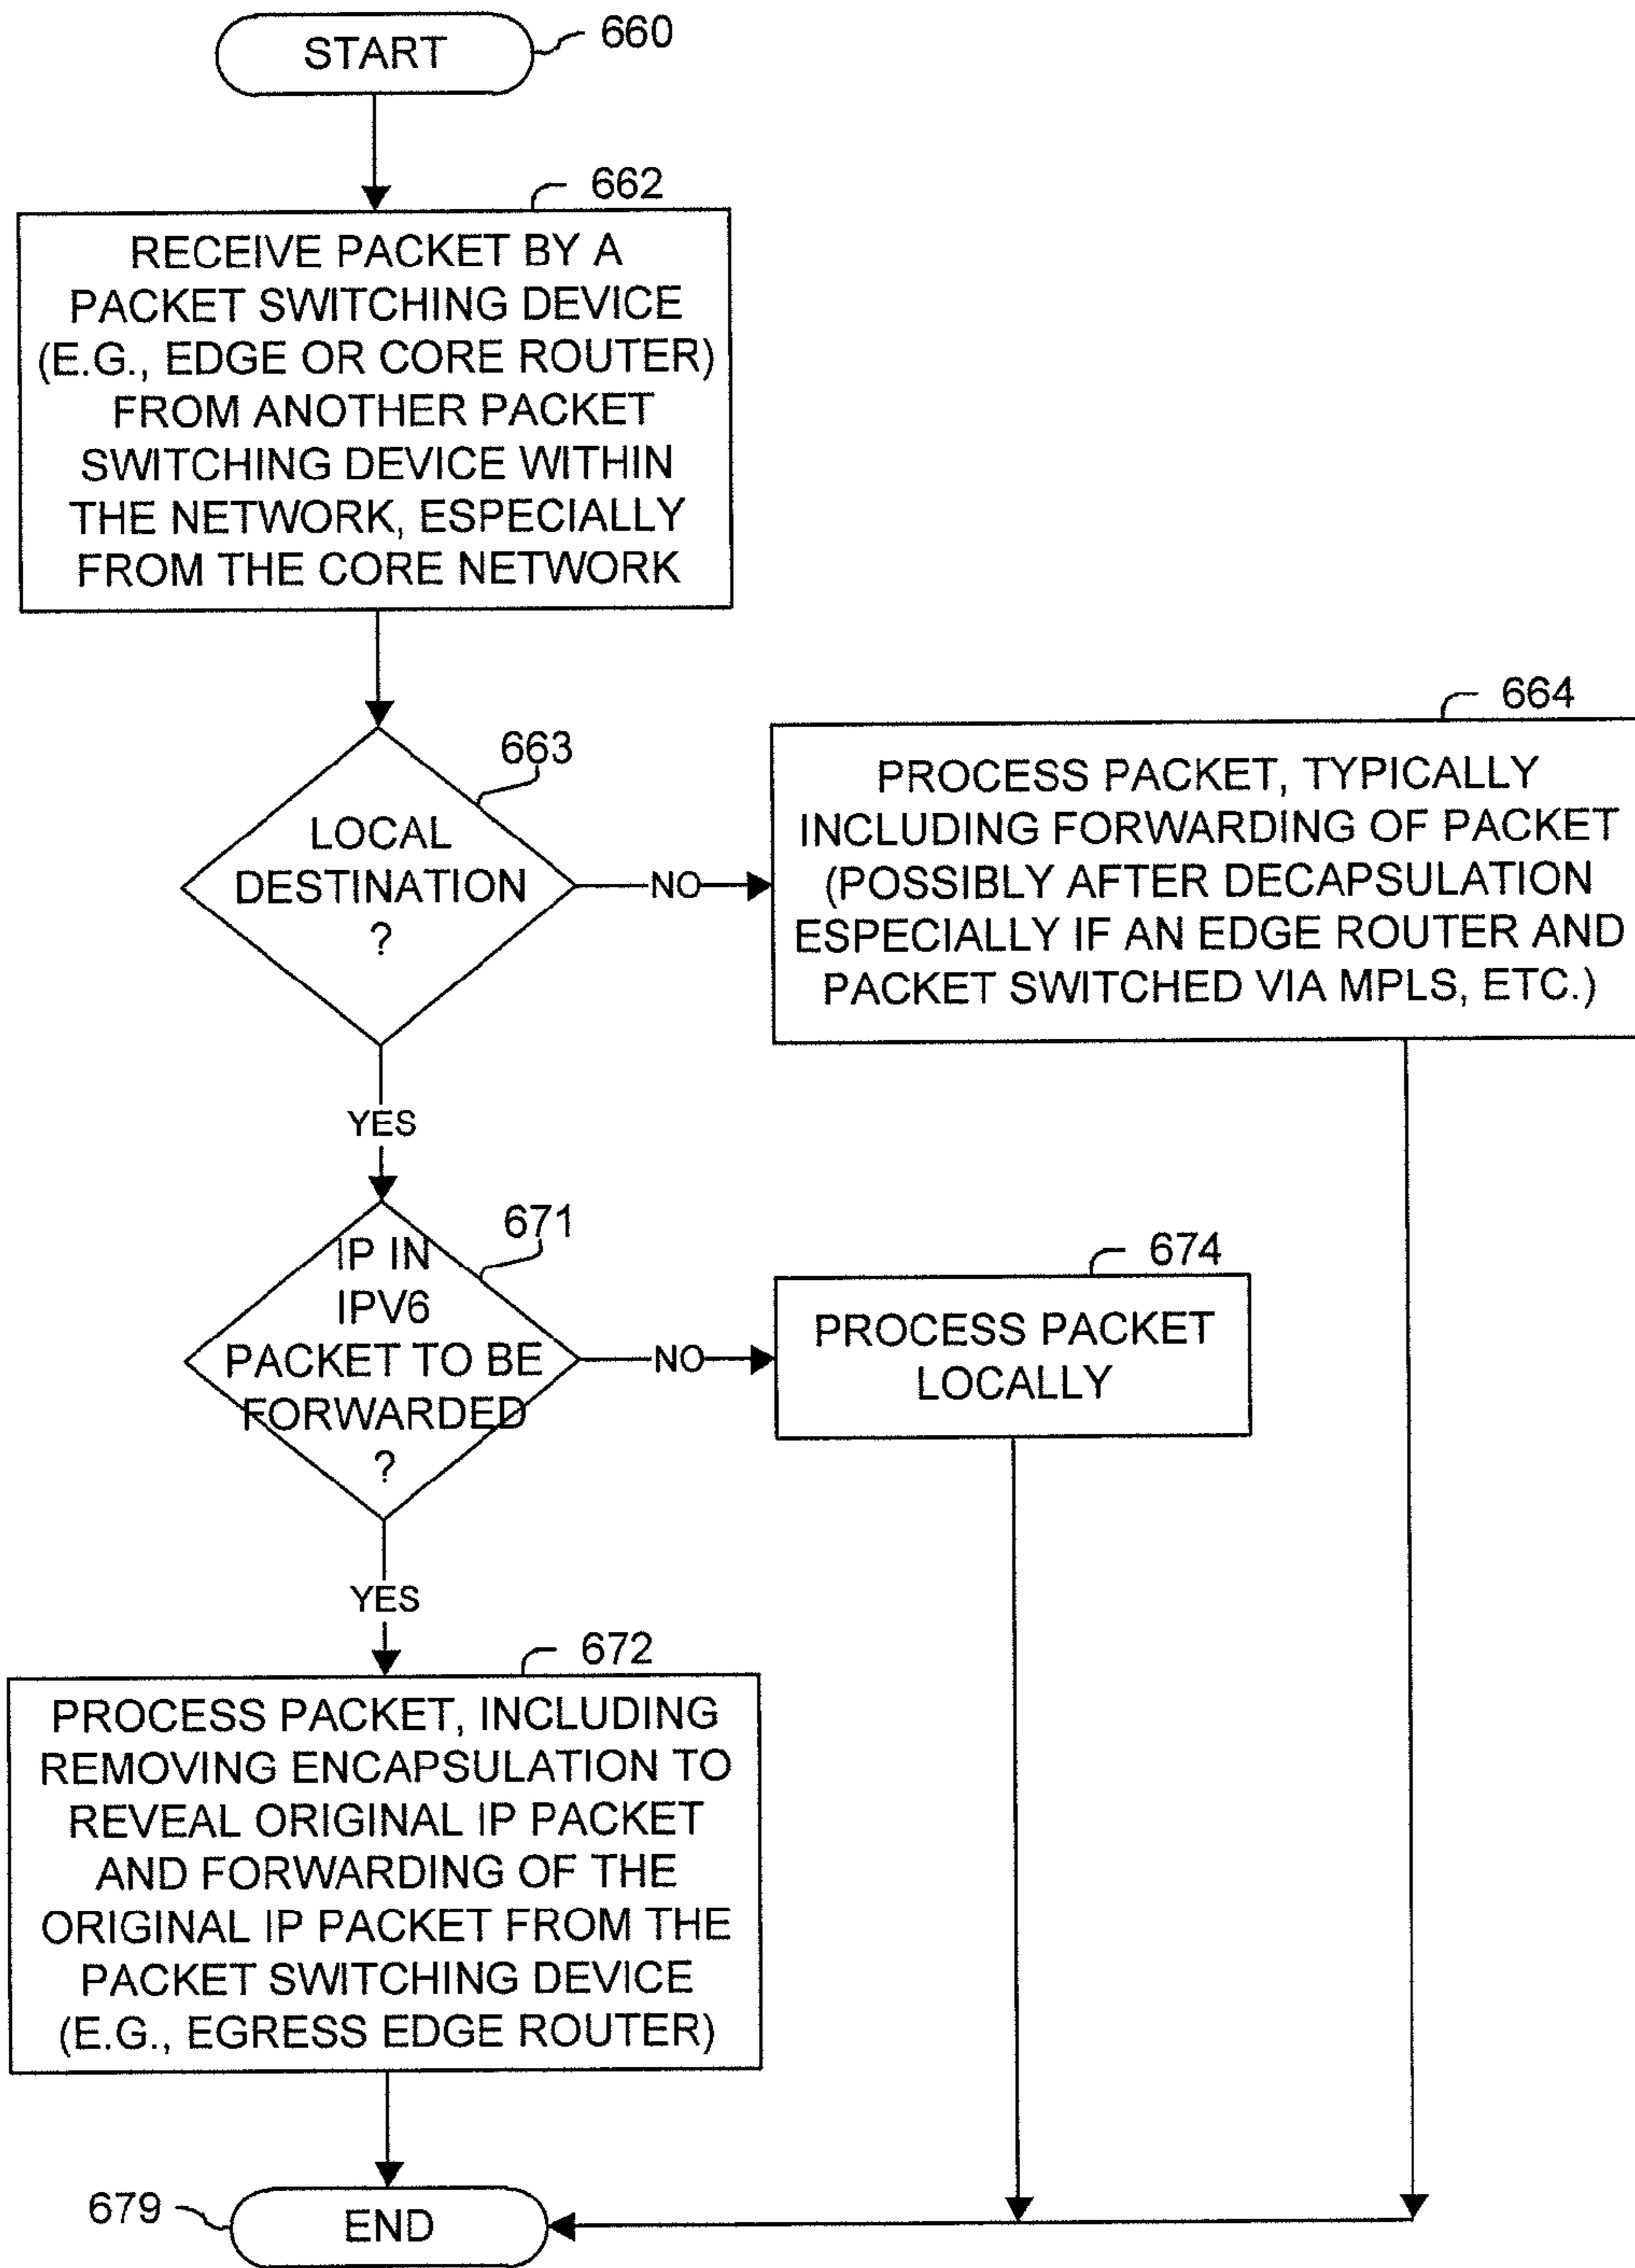 START
660
662
RECEIVE PACKET BY A
PACKET SWITCHING DEVICE
(E.G., EDGE OR CORE ROUTER)
FROM ANOTHER PACKET
SWITCHING DEVICE WITHIN
THE NETWORK, ESPECIALLY
FROM THE CORE NETWORK
663
LOCAL
DESTINATION
?
NO
664
PROCESS PACKET, TYPICALLY
INCLUDING FORWARDING OF PACKET
(POSSIBLY AFTER DECAPSULATION
ESPECIALLY IF AN EDGE ROUTER AND
PACKET SWITCHED VIA MPLS, ETC.)
YES
671
IP IN
IPV6
PACKET TO BE
FORWARDED
?
NO
674
PROCESS PACKET
LOCALLY
YES
672
PROCESS PACKET, INCLUDING
REMOVING ENCAPSULATION TO
REVEAL ORIGINAL IP PACKET
AND FORWARDING OF THE
ORIGINAL IP PACKET FROM THE
PACKET SWITCHING DEVICE
(E.G., EGRESS EDGE ROUTER)
679
END